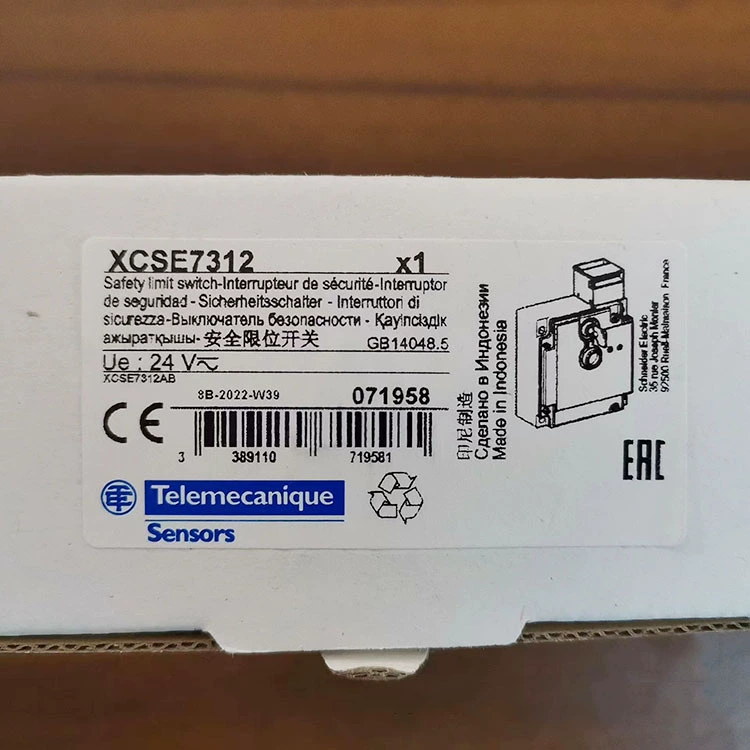 XCSE7312 x1
Safety limit switch-Interrupteur de sécurité-Interruptor
de seguridad - Sicherheitsschalter - Interruttori di
sicurezza-Выключатель безопасности - Қауіпсіздік
ажыратқышы- 安全限位开关 GB14048.5
Ue : 24 V
XCSE7312AB
8B-2022-W39 071958
CE
3 389110 719581
Telemecanique
Sensors
印尼制造
Сделано в Индонезии
Made in Indonesia
Schneider Electric
35 rue Joseph Monier
92500 Rueil-Malmaison France
EAC